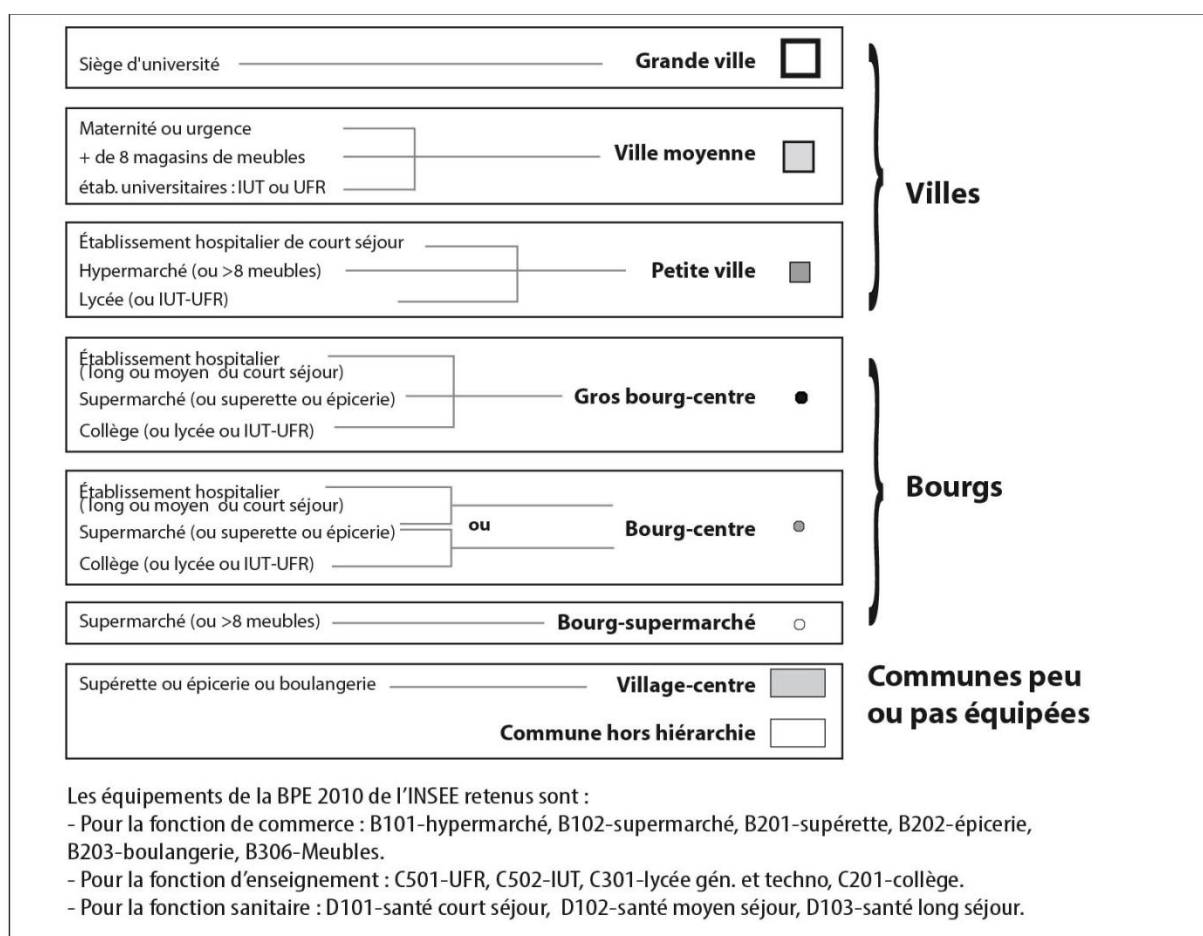 Siège d'université
Grande ville
Maternité ou urgence
+ de 8 magasins de meubles
étab. universitaires : IUT ou UFR
Ville moyenne
Villes
Établissement hospitalier de court séjour
Hypermarché (ou >8 meubles)
Lycée (ou IUT-UFR)
Petite ville
Établissement hospitalier
(long ou moyen ou court séjour)
Supermarché (ou superette ou épicerie)
Collège (ou lycée ou IUT-UFR)
Gros bourg-centre
Bourgs
Établissement hospitalier
(long ou moyen ou court séjour)
Supermarché (ou superette ou épicerie)
Collège (ou lycée ou IUT-UFR)
ou
Bourg-centre
Supermarché (ou >8 meubles)
Bourg-supermarché
Supérette ou épicerie ou boulangerie
Village-centre
Commune hors hiérarchie
Communes peu
ou pas équipées
Les équipements de la BPE 2010 de l'INSEE retenus sont :
- Pour la fonction de commerce : B101-hypermarché, B102-supermarché, B201-supérette, B202-épicerie,
B203-boulangerie, B306-Meubles.
- Pour la fonction d'enseignement : C501-UFR, C502-IUT, C301-lycée gén. et techno, C201-collège.
- Pour la fonction sanitaire : D101-santé court séjour, D102-santé moyen séjour, D103-santé long séjour.